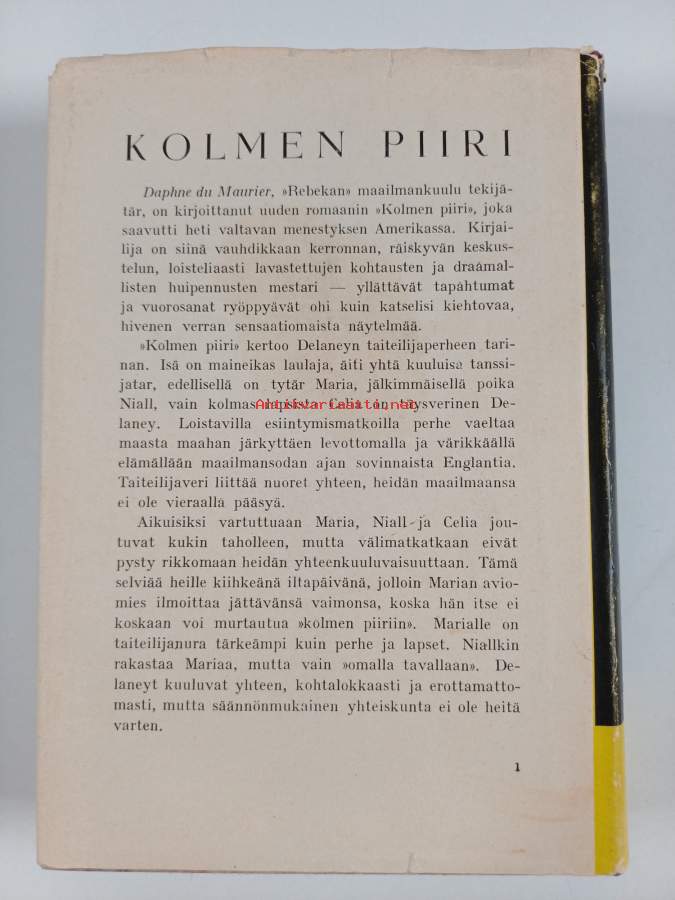 KOLMEN PIIRI
Daphne du Maurier, »Rebekan» maailmankuulu tekijä-
tär, on kirjoittanut uuden romaanin »Kolmen piiri», joka
saavutti heti valtavan menestyksen Amerikassa. Kirjai-
lija on siinä vauhdikkaan kerronnan, räiskyvän keskus-
telun, loisteliaasti lavastettujen kohtausten ja draamal-
listen huipennusten mestari — yllättävät tapahtumat
ja vuorosanat ryöppyävät ohi kuin katselisi kiehtovaa,
hivenen verran sensaatiomaista näytelmää.
»Kolmen piiri» kertoo Delaneyn taiteilijaperheen tari-
nan. Isä on maineikas laulaja, äiti yhtä kuuluisa tanssi-
jatar, edellisellä on tytär Maria, jälkimmäisellä poika
Niall, vain kolmas lapsista Celia on täysverinen De-
laney. Loistavilla esiintymismatkoilla perhe vaeltaa
maasta maahan järkyttäen levottomalla ja värikkäällä
elämällään maailmansodan ajan sovinnaista Englantia.
Taiteilijaveri liittää nuoret yhteen, heidän maailmaansa
ei ole vieraalla pääsyä.
Aikuisiksi vartuttuaan Maria, Niall ja Celia jou-
tuvat kukin taholleen, mutta välimatkatkaan eivät
pysty rikkomaan heidän yhteenkuuluvaisuuttaan. Tämä
selviää heille kiihkeänä iltapäivänä, jolloin Marian avio-
mies ilmoittaa jättävänsä vaimonsa, koska hän itse ei
koskaan voi murtautua »kolmen piiriin». Marialle on
taiteilijanura tärkeämpi kuin perhe ja lapset. Niallkin
rakastaa Mariaa, mutta vain »omalla tavallaan». De-
laneyt kuuluvat yhteen, kohtalokkaasti ja erottamatto-
masti, mutta säännönmukainen yhteiskunta ei ole heitä
varten.
1